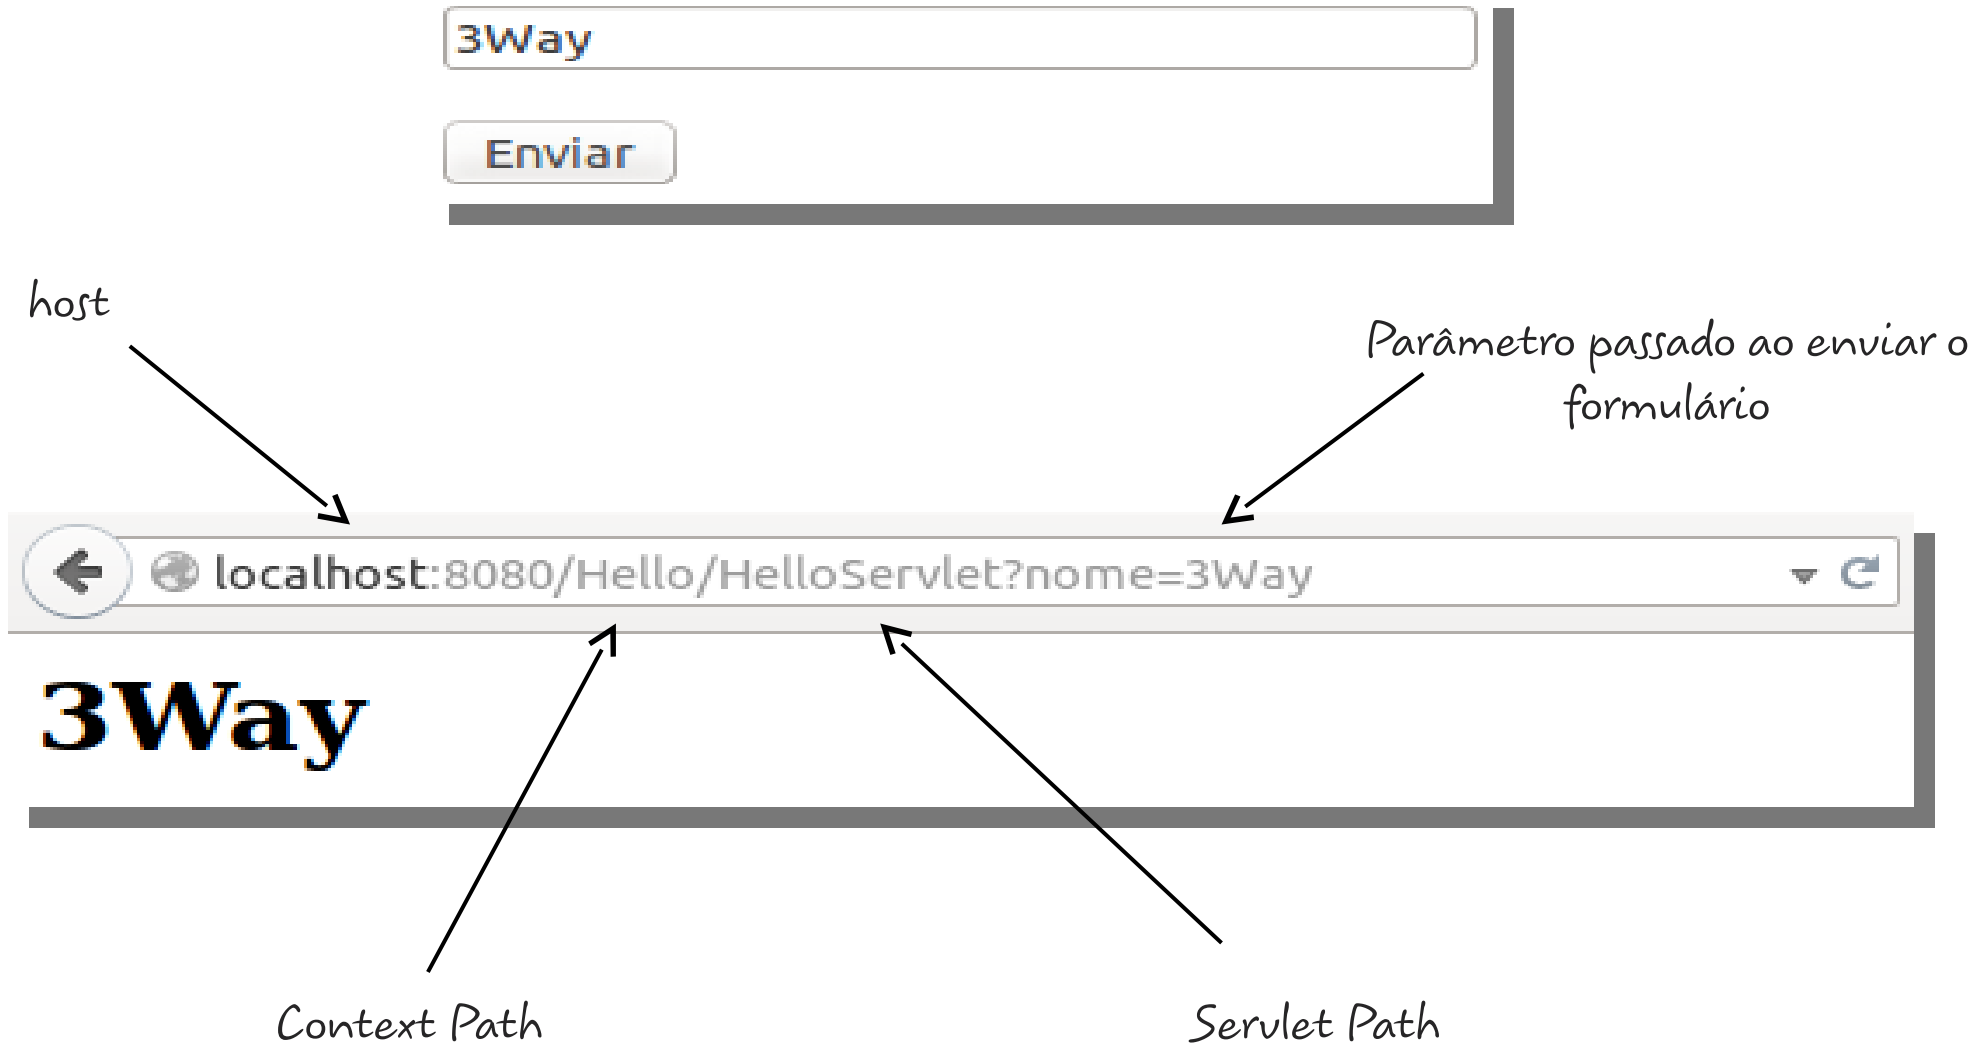 3Way
Enviar
host
Parâmetro passado ao enviar o
formulário
localhost:8080/Hello/HelloServlet?nome=3Way
3Way
Context Path
Servlet Path